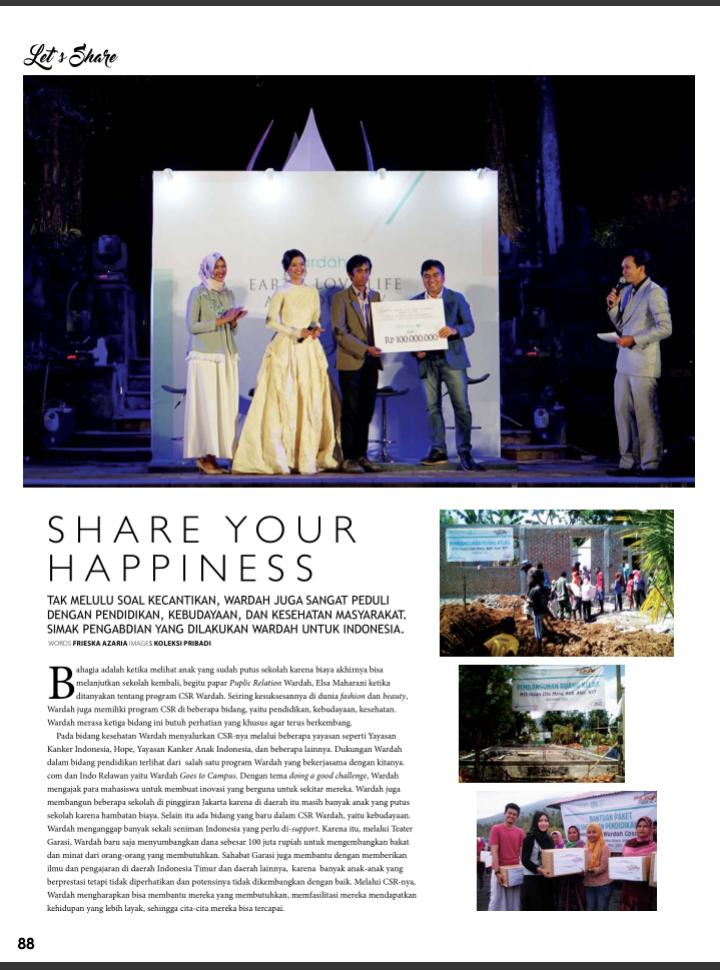 Let's Share
wardah
EARTH LOVE LIFE
Rp 100.000.000
SHARE YOUR
HAPPINESS
TAK MELULU SOAL KECANTIKAN, WARDAH JUGA SANGAT PEDULI
DENGAN PENDIDIKAN, KEBUDAYAAN, DAN KESEHATAN MASYARAKAT.
SIMAK PENGABDIAN YANG DILAKUKAN WARDAH UNTUK INDONESIA.
WORDS FRIESKA AZARIA IMAGES KOLEKSI PRIBADI
Bahagia adalah ketika melihat anak yang sudah putus sekolah karena biaya akhirnya bisa
melanjutkan sekolah kembali, begitu papar Puplic Relation Wardah, Elsa Maharani ketika
ditanyakan tentang program CSR Wardah. Seiring kesuksesannya di dunia fashion dan beauty,
Wardah juga memiliki program CSR di beberapa bidang, yaitu pendidikan, kebudayaan, kesehatan.
Wardah merasa ketiga bidang ini butuh perhatian yang khusus agar terus berkembang.
Pada bidang kesehatan Wardah menyalurkan CSR-nya melalui beberapa yayasan seperti Yayasan
Kanker Indonesia, Hope, Yayasan Kanker Anak Indonesia, dan beberapa lainnya. Dukungan Wardah
dalam bidang pendidikan terlihat dari salah satu program Wardah yang bekerjasama dengan kitanya.
com dan Indo Relawan yaitu Wardah Goes to Campus. Dengan tema doing a good challenge, Wardah
mengajak para mahasiswa untuk membuat inovasi yang berguna untuk sekitar mereka. Wardah juga
membangun beberapa sekolah di pinggiran Jakarta karena di daerah itu masih banyak anak yang putus
sekolah karena hambatan biaya. Selain itu ada bidang yang baru dalam CSR Wardah, yaitu kebudayaan.
Wardah menganggap banyak sekali seniman Indonesia yang perlu di-support. Karena itu, melalui Teater
Garasi, Wardah baru saja menyumbangkan dana sebesar 100 juta rupiah untuk mengembangkan bakat
dan minat dari orang-orang yang membutuhkan. Sahabat Garasi juga membantu dengan memberikan
ilmu dan pengajaran di daerah Indonesia Timur dan daerah lainnya, karena banyak anak-anak yang
berprestasi tetapi tidak diperhatikan dan potensinya tidak dikembangkan dengan baik. Melalui CSR-nya,
Wardah mengharapkan bisa membantu mereka yang membutuhkan, memfasilitasi mereka mendapatkan
kehidupan yang lebih layak, sehingga cita-cita mereka bisa tercapai.
PEMBANGUNAN RUANG KELAS
PEMBANGUNAN RUANG KELAS
BANTUAN PAKET
PENDIDIKAN
88